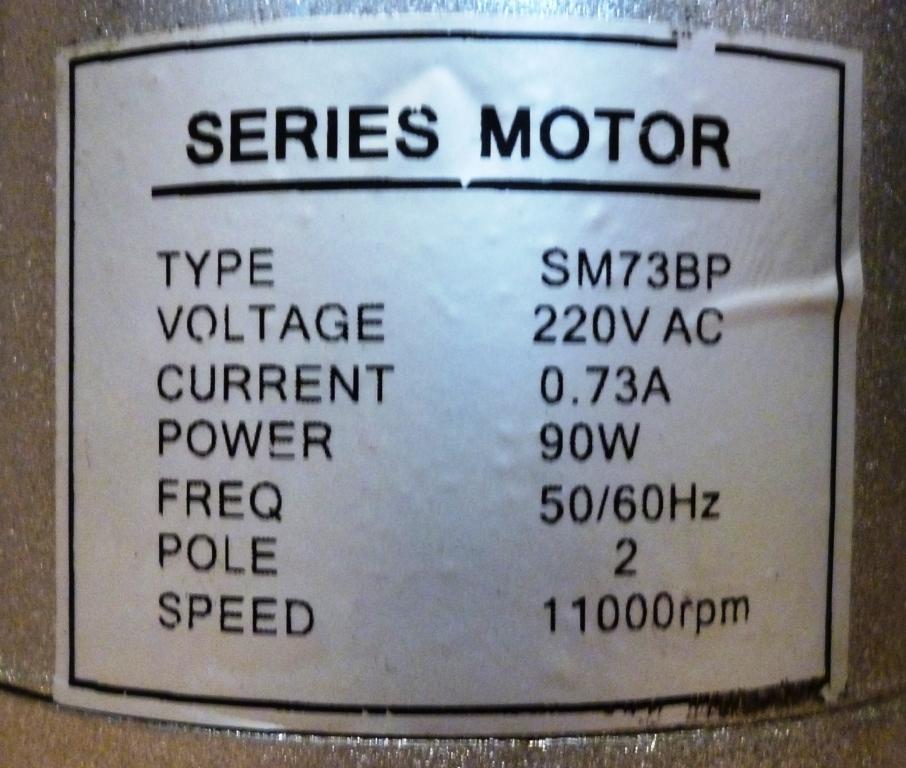 SERIES MOTOR
TYPE SM73BP
VOLTAGE 220V AC
CURRENT 0.73A
POWER 90W
FREQ 50/60Hz
POLE 2
SPEED 11000rpm